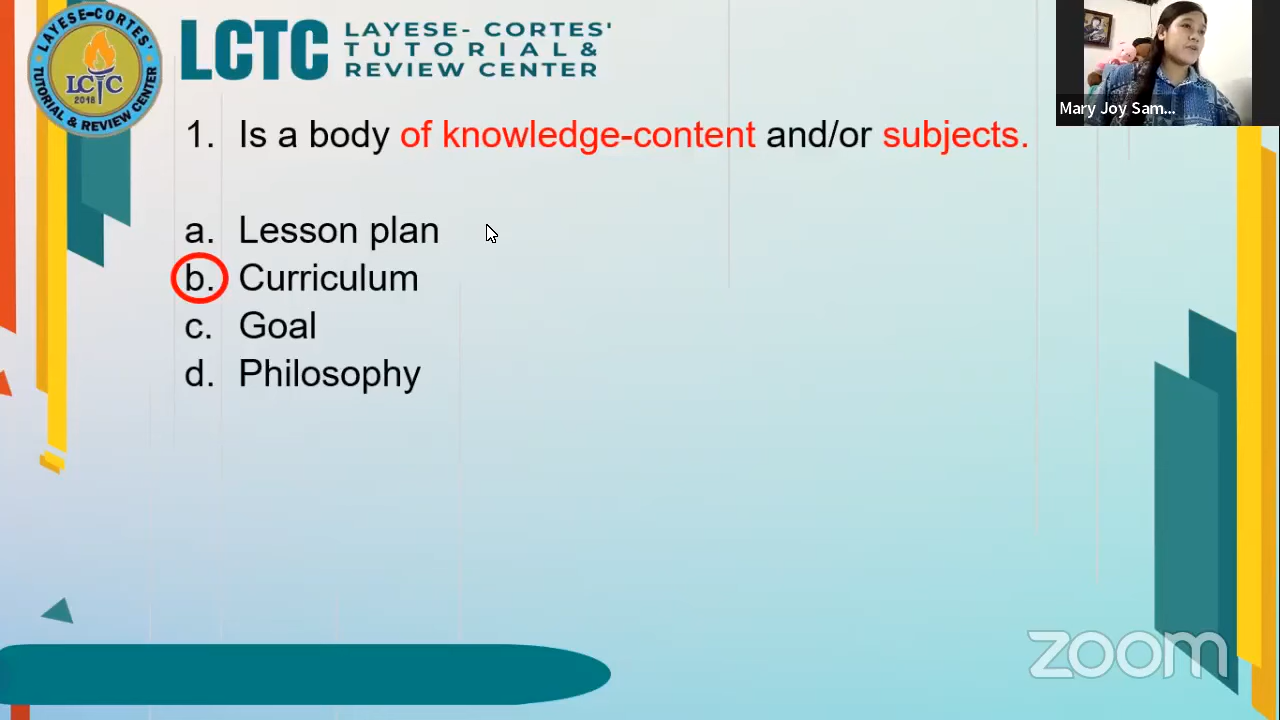 LAYESE-CORTES'
TUTORIAL & REVIEW CENTER
LCTC
2018
LCTC
LAYESE- CORTES'
TUTORIAL &
REVIEW CENTER
Mary Joy Sam...
1. Is a body of knowledge-content and/or subjects.
a. Lesson plan
b. Curriculum
c. Goal
d. Philosophy
zoom